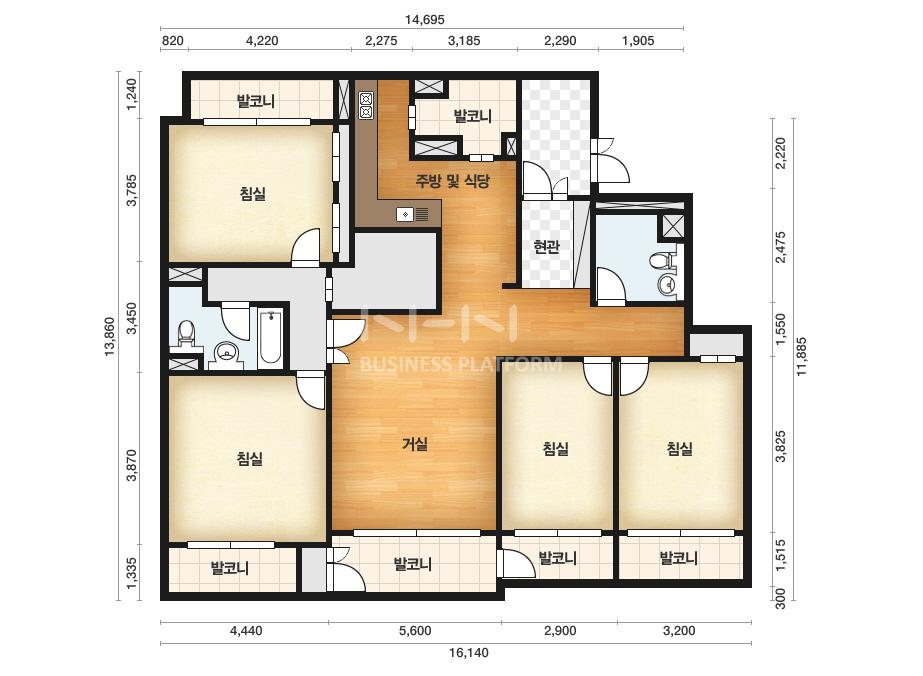 14,695
820 4,220 2,275 3,185 2,290 1,905
1,240
발코니
발코니
2,220
3,785
침실
주방 및 식당
현관
2,475
3,450
1,550
13,860
11,885
BUSINESS PLATFORM
3,870
침실
거실
침실
침실
3,825
1,335
발코니
발코니
발코니
발코니
1,515
300
4,440 5,600 2,900 3,200
16,140